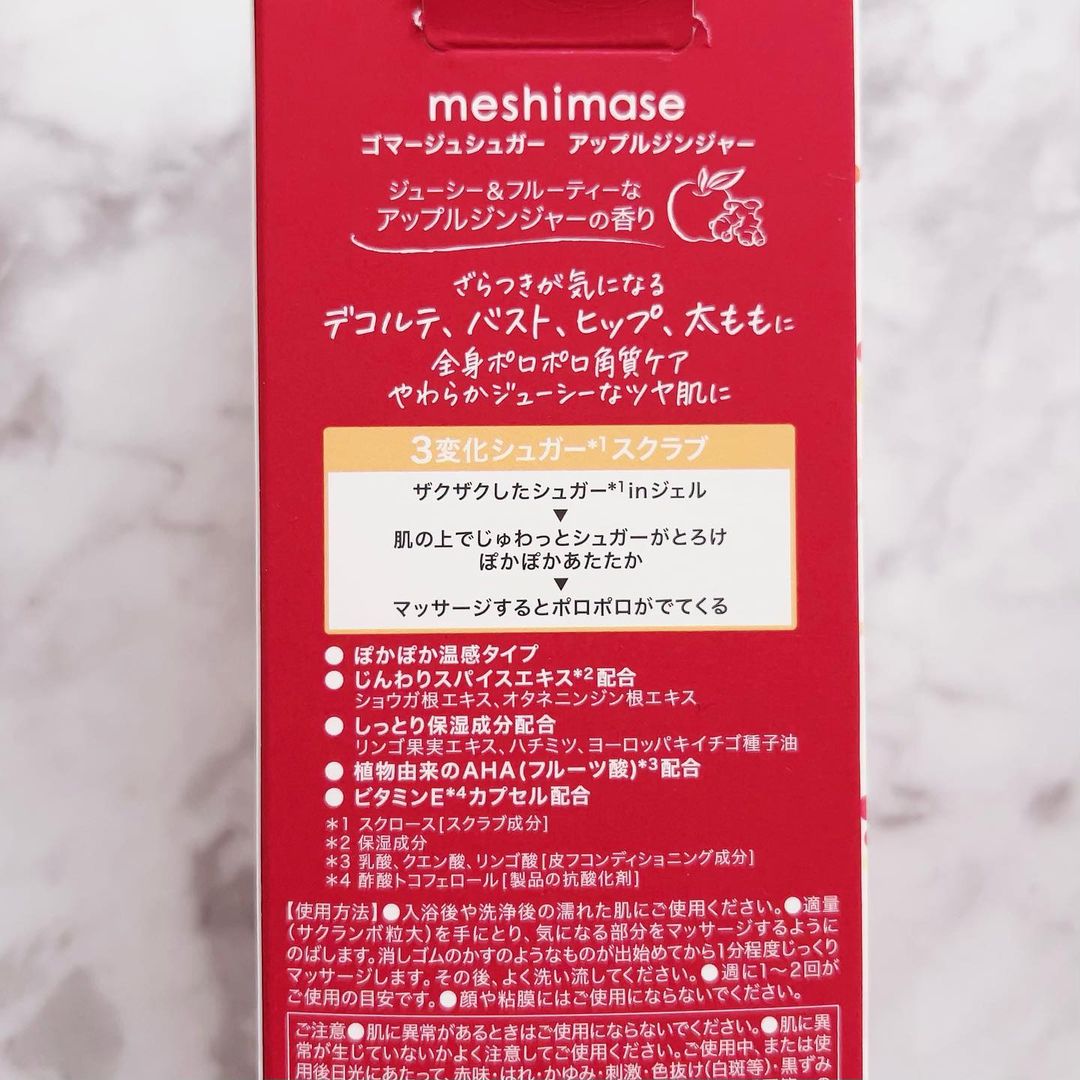 meshimase
ゴマージュシュガー アップルジンジャー
ジューシー＆フルーティーな
アップルジンジャーの香り
ざらつきが気になる
デコルテ、バスト、ヒップ、太ももに
全身ポロポロ角質ケア
やわらかジューシーなツヤ肌に
3変化シュガー*1スクラブ
ザクザクしたシュガー*1inジェル
▼
肌の上でじゅわっとシュガーがとろけ
ぽかぽかあたたか
▼
マッサージするとポロポロがでてくる
●ぽかぽか温感タイプ
●じんわりスパイスエキス*2配合
ショウガ根エキス、オタネニンジン根エキス
●しっとり保湿成分配合
リンゴ果実エキス、ハチミツ、ヨーロッパキイチゴ種子油
●植物由来のAHA(フルーツ酸)*3配合
●ビタミンE*4カプセル配合
*1 スクロース[スクラブ成分]
*2 保湿成分
*3 乳酸、クエン酸、リンゴ酸[皮フコンディショニング成分]
*4 酢酸トコフェロール[製品の抗酸化剤]
【使用方法】●入浴後や洗浄後の濡れた肌にご使用ください。●適量
(サクランボ粒大)を手にとり、気になる部分をマッサージするように
のばします。消しゴムのかすのようなものが出始めてから1分程度じっくり
マッサージします。その後、よく洗い流してください。●週に1〜2回が
ご使用の目安です。●顔や粘膜にはご使用にならないでください。
ご注意●肌に異常があるときはご使用にならないでください。●肌に異
常が生じていないかよく注意してご使用ください。ご使用中、または使
用後日光にあたって、赤味・はれ・かゆみ・刺激・色抜け(白斑等)・黒ずみ